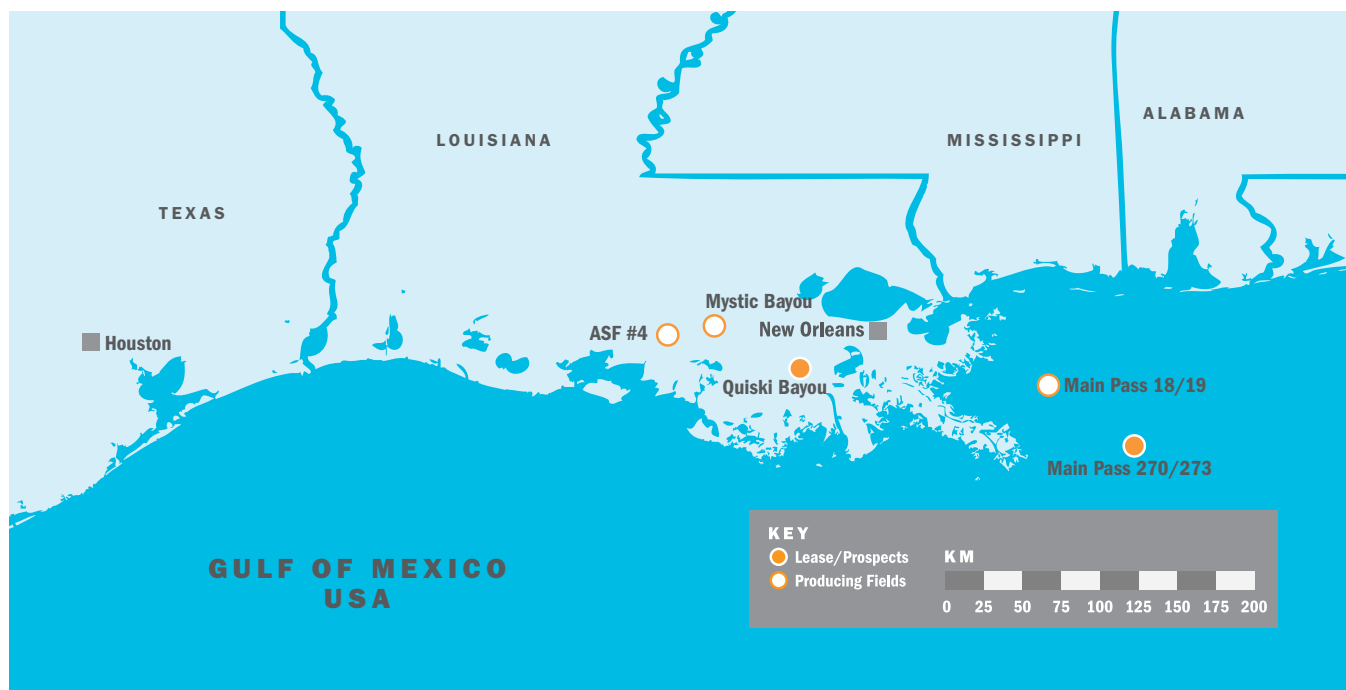 ALABAMA
LOUISIANA
MISSISSIPPI
TEXAS
Mystic Bayou
ASF #4
New Orleans
Houston
Quiski Bayou
Main Pass 18/19
Main Pass 270/273
GULF OF MEXICO
USA
KEY
Lease/Prospects
Producing Fields
KM
0 25 50 75 100 125 150 175 200